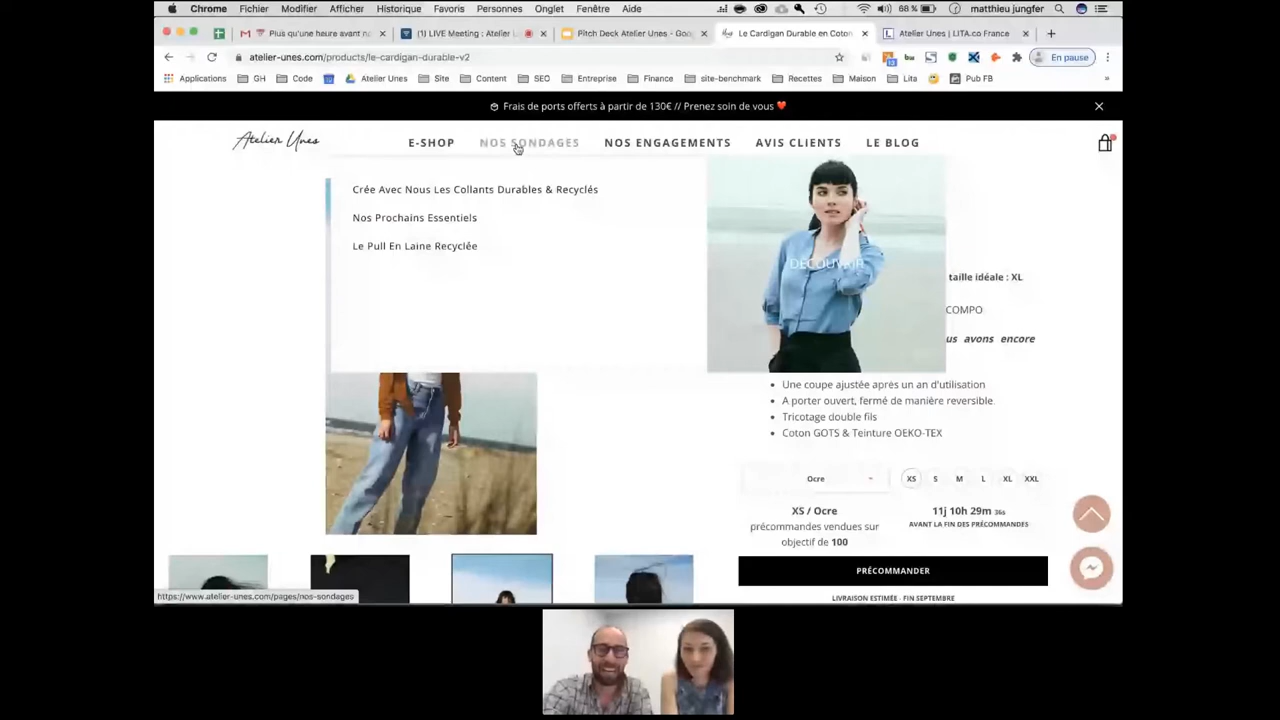 Chrome Fichier Modifier Afficher Historique Favoris Personnes Onglet Fenêtre Aide 68 % matthieu jungfer
Plus qu'une heure avant n
(1) LIVE Meeting : Atelier L
Pitch Deck Atelier Unes - Goo
Le Cardigan Durable en Coton
Atelier Unes | LITA.co France
atelier-unes.com/products/le-cardigan-durable-v2
En pause
Applications GH Code Atelier Unes Site Content SEO Entreprise Finance site-benchmark Recettes Maison Lita Pub FB
Frais de ports offerts à partir de 130€ // Prenez soin de vous ❤️
Atelier Unes
E-SHOP NOS SONDAGES NOS ENGAGEMENTS AVIS CLIENTS LE BLOG
Crée Avec Nous Les Collants Durables & Recyclés
Nos Prochains Essentiels
Le Pull En Laine Recyclée
DÉCOUVRIR
taille idéale : XL
COMPO
us avons encore
Une coupe ajustée après un an d'utilisation
A porter ouvert, fermé de manière reversible.
Tricotage double fils
Coton GOTS & Teinture OEKO-TEX
Ocre XS S M L XL XXL
XS / Ocre
précommandes vendues sur
objectif de 100
11j 10h 29m 36s
AVANT LA FIN DES PRÉCOMMANDES
PRÉCOMMANDER
LIVRAISON ESTIMÉE - FIN SEPTEMBRE
https://www.atelier-unes.com/pages/nos-sondages